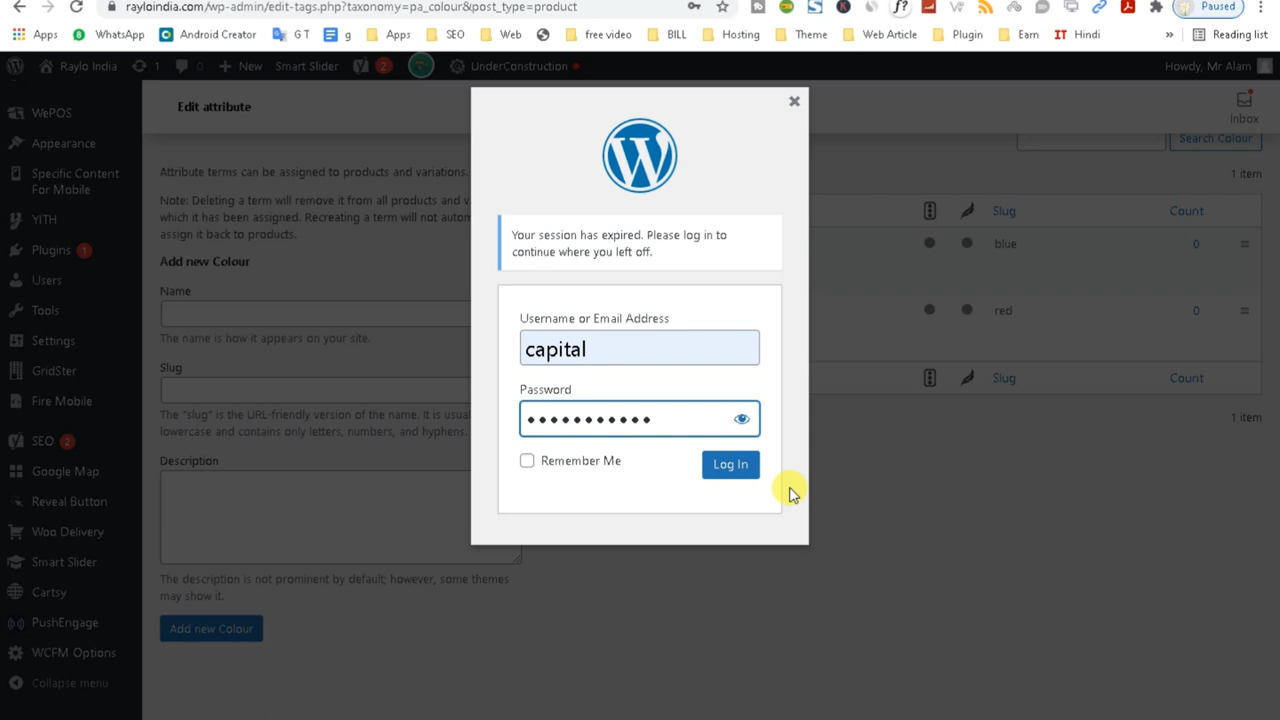 rayloindia.com/wp-admin/edit-tags.php?taxonomy=pa_colour&post_type=product
Paused
Apps
WhatsApp
Android Creator
G T
g
Apps
SEO
Web
free video
BILL
Hosting
Theme
Web Article
Plugin
Earn
IT
Hindi
»
Reading list
Raylo India
1
0
New
Smart Slider
2
UnderConstruction
Howdy, Mr Alam
WePOS
Appearance
Specific Content
For Mobile
YITH
Plugins 1
Users
Tools
Settings
GridSter
Fire Mobile
SEO 2
Google Map
Reveal Button
Woo Delivery
Smart Slider
Cartsy
PushEngage
WCFM Options
Collapse menu
Edit attribute
Inbox
Attribute terms can be assigned to products and variations.
Note: Deleting a term will remove it from all products and
which it has been assigned. Recreating a term will not autom
assign it back to products.
Add new Colour
Name
The name is how it appears on your site.
Slug
The "slug" is the URL-friendly version of the name. It is usua
lowercase and contains only letters, numbers, and hyphens.
Description
The description is not prominent by default; however, some themes
may show it.
Add new Colour
Your session has expired. Please log in to
continue where you left off.
Username or Email Address
capital
Password
Remember Me
Log In
Search Colour
1 item
Slug
Count
blue
0
red
0
Slug
Count
1 item